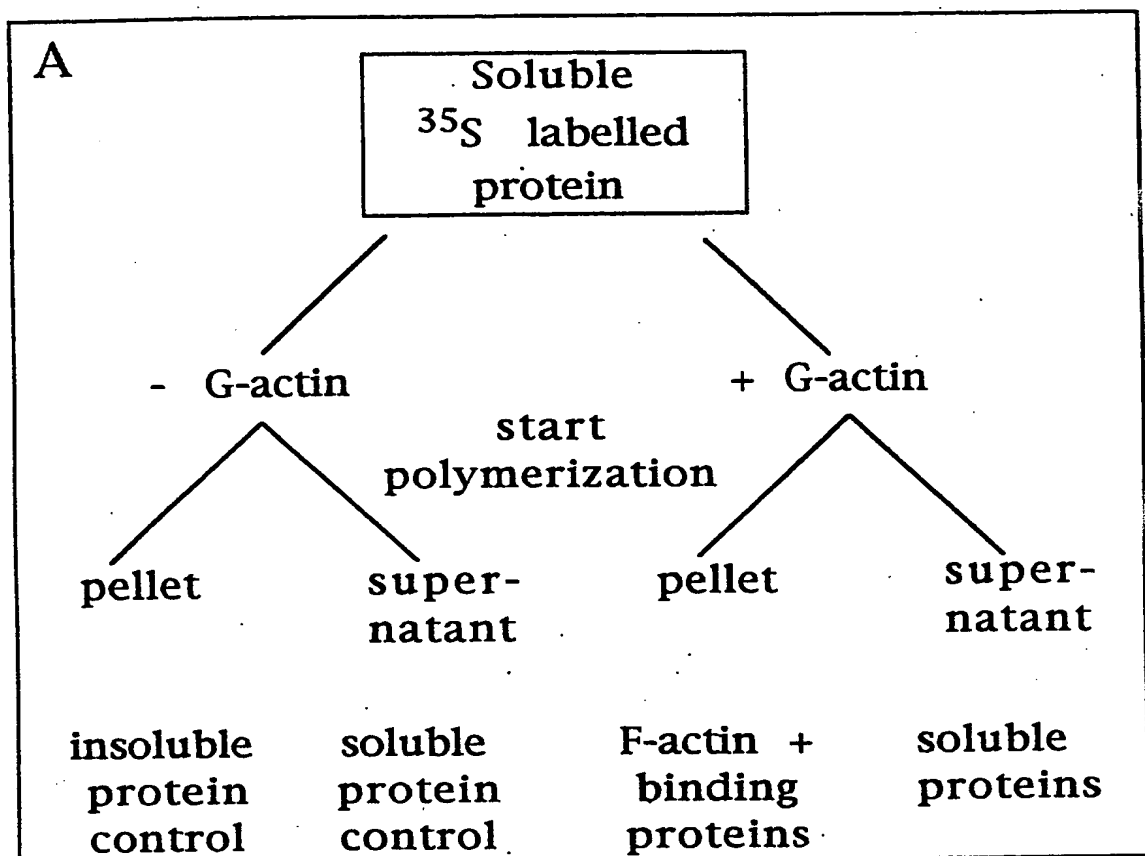 A
Soluble
³⁵S labelled
protein
- G-actin
+ G-actin
start
polymerization
pellet
super-
natant
pellet
super-
natant
insoluble
protein
control
soluble
protein
control
F-actin +
binding
proteins
soluble
proteins